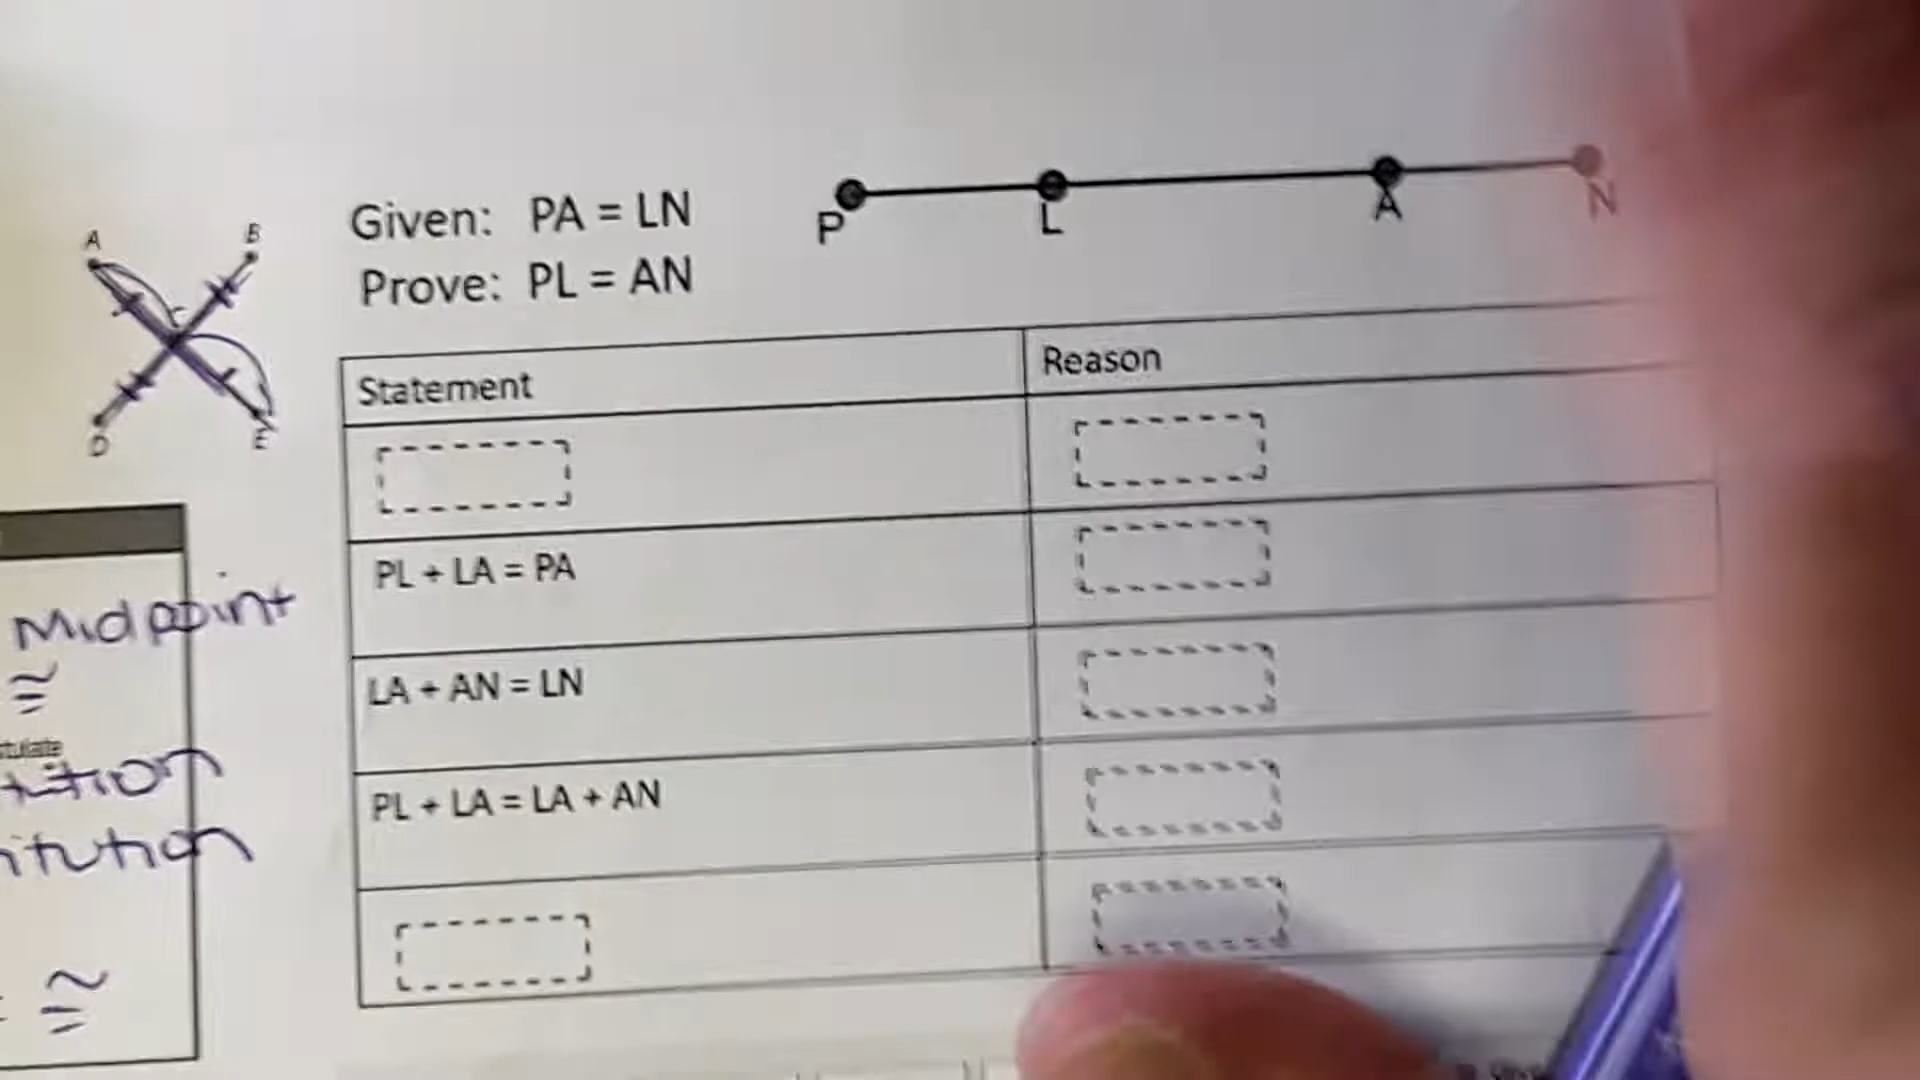 Given: PA = LN
Prove: PL = AN
P L A N
A B
C
D E
Statement Reason
PL + LA = PA
LA + AN = LN
PL + LA = LA + AN
Midpoint
≅
≅